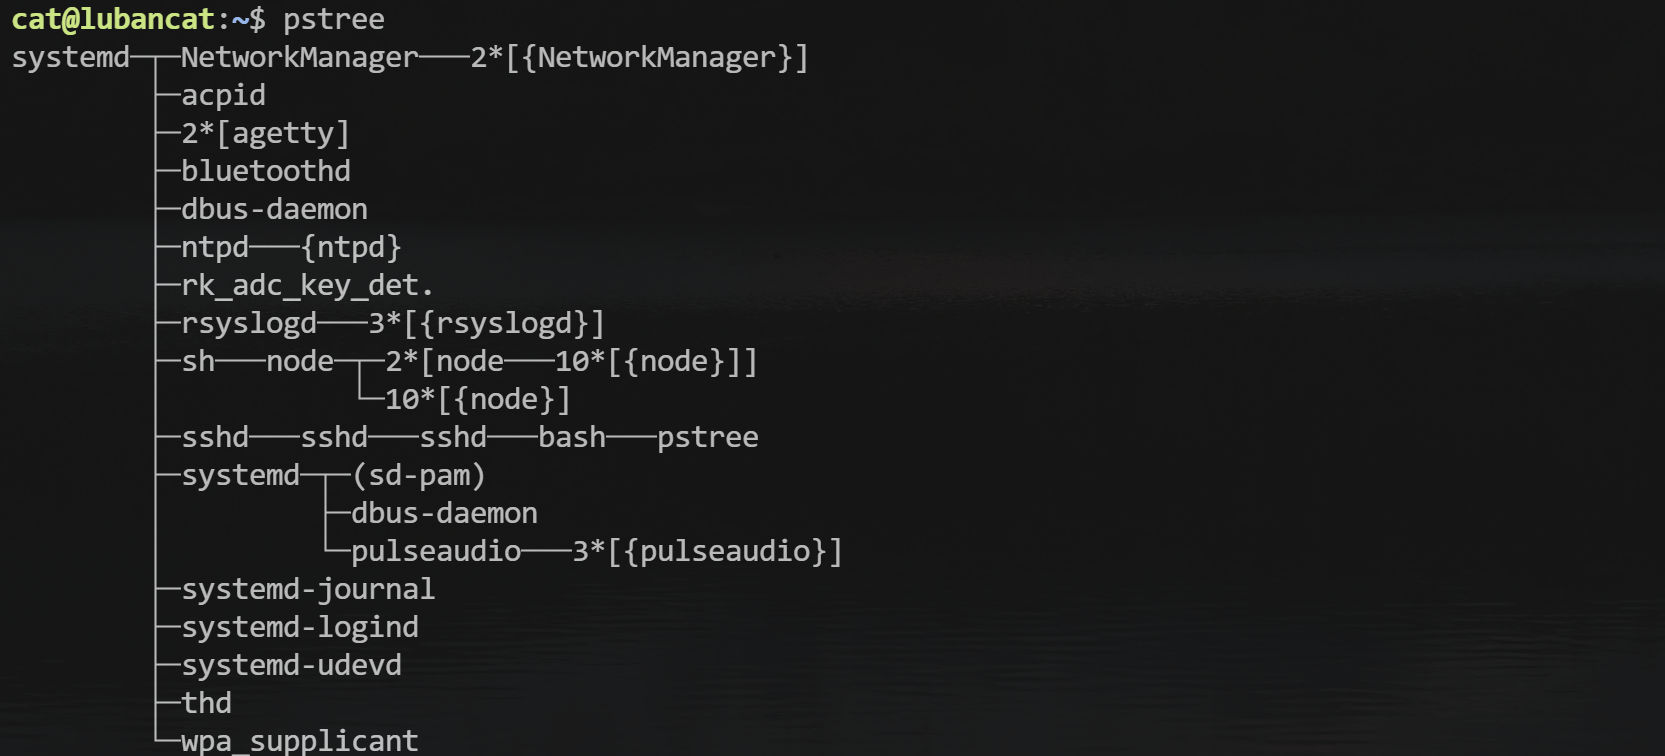 cat@lubancat:~$ pstree
systemd─┬─NetworkManager───2*[{NetworkManager}]
        ├─acpid
        ├─2*[agetty]
        ├─bluetoothd
        ├─dbus-daemon
        ├─ntpd───{ntpd}
        ├─rk_adc_key_det.
        ├─rsyslogd───3*[{rsyslogd}]
        ├─sh───node─┬─2*[node───10*[{node}]]
        │           └─10*[{node}]
        ├─sshd───sshd───sshd───bash───pstree
        ├─systemd─┬─(sd-pam)
        │         ├─dbus-daemon
        │         └─pulseaudio───3*[{pulseaudio}]
        ├─systemd-journal
        ├─systemd-logind
        ├─systemd-udevd
        ├─thd
        └─wpa_supplicant